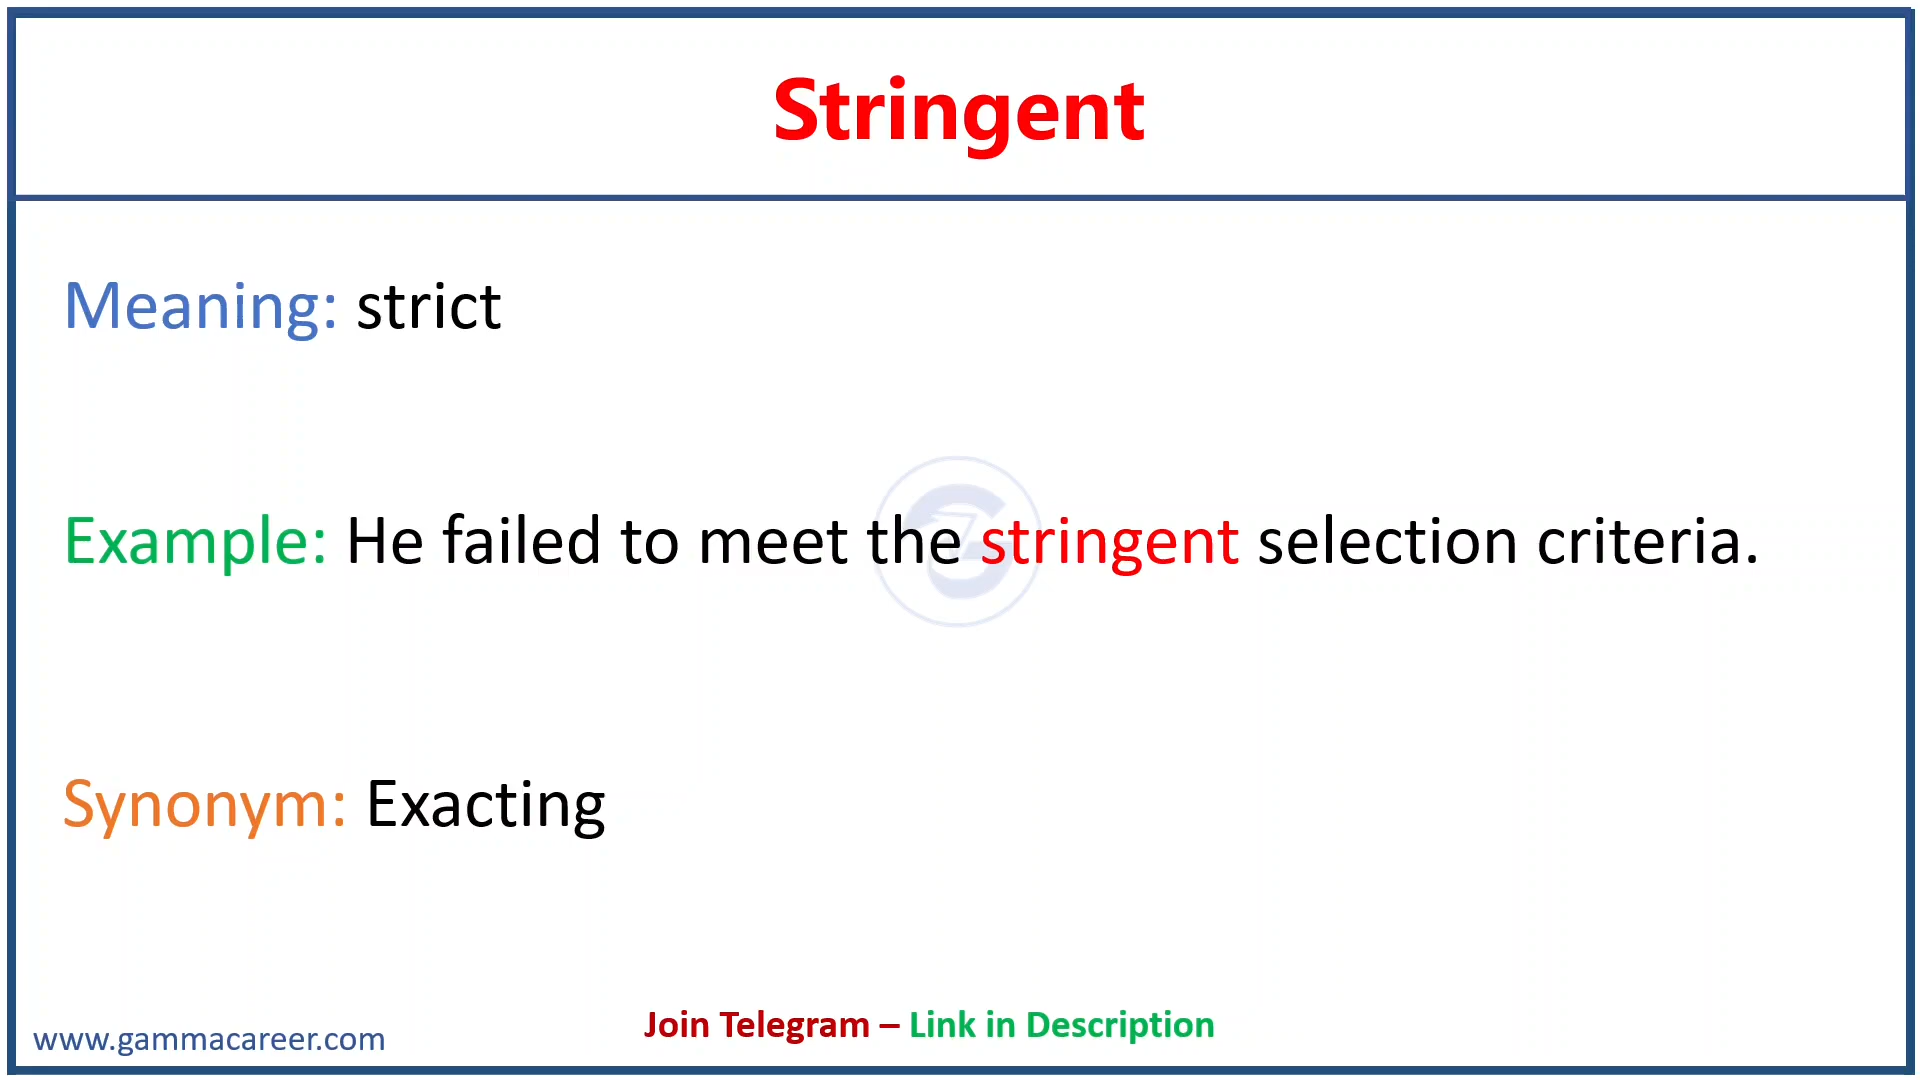 Stringent
Meaning: strict
Example: He failed to meet the stringent selection criteria.
Synonym: Exacting
Join Telegram – Link in Description
www.gammacareer.com